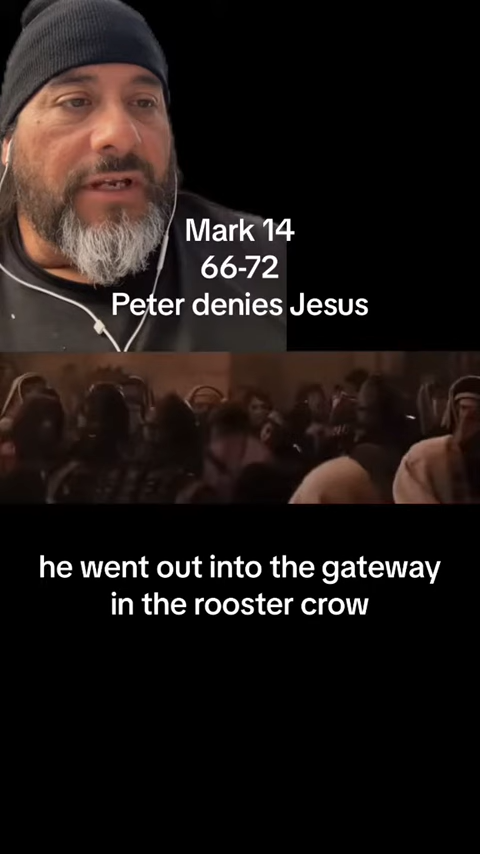 Mark 14
66-72
Peter denies Jesus
he went out into the gateway
in the rooster crow